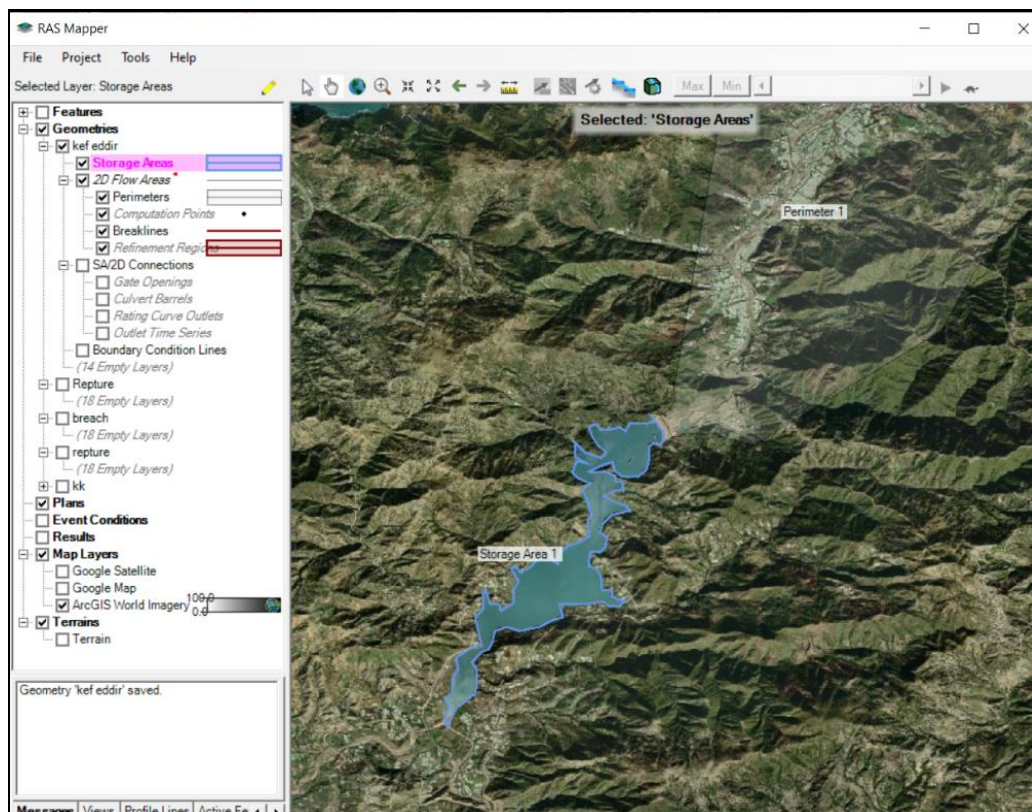 RAS Mapper
File Project Tools Help
Selected Layer: Storage Areas
Max Min
Features
Geometries
kef eddir
Storage Areas
2D Flow Areas
Perimeters
Computation Points
Breaklines
Refinement Regions
SA/2D Connections
Gate Openings
Culvert Barrels
Rating Curve Outlets
Outlet Time Series
Boundary Condition Lines
(14 Empty Layers)
Repture
(18 Empty Layers)
breach
(18 Empty Layers)
repture
(18 Empty Layers)
kk
Plans
Event Conditions
Results
Map Layers
Google Satellite
Google Map
ArcGIS World Imagery
100.0
0.0
Terrains
Terrain
Selected: 'Storage Areas'
Perimeter 1
Storage Area 1
Geometry 'kef eddir' saved.
Messages Views Profile Lines Active Fe